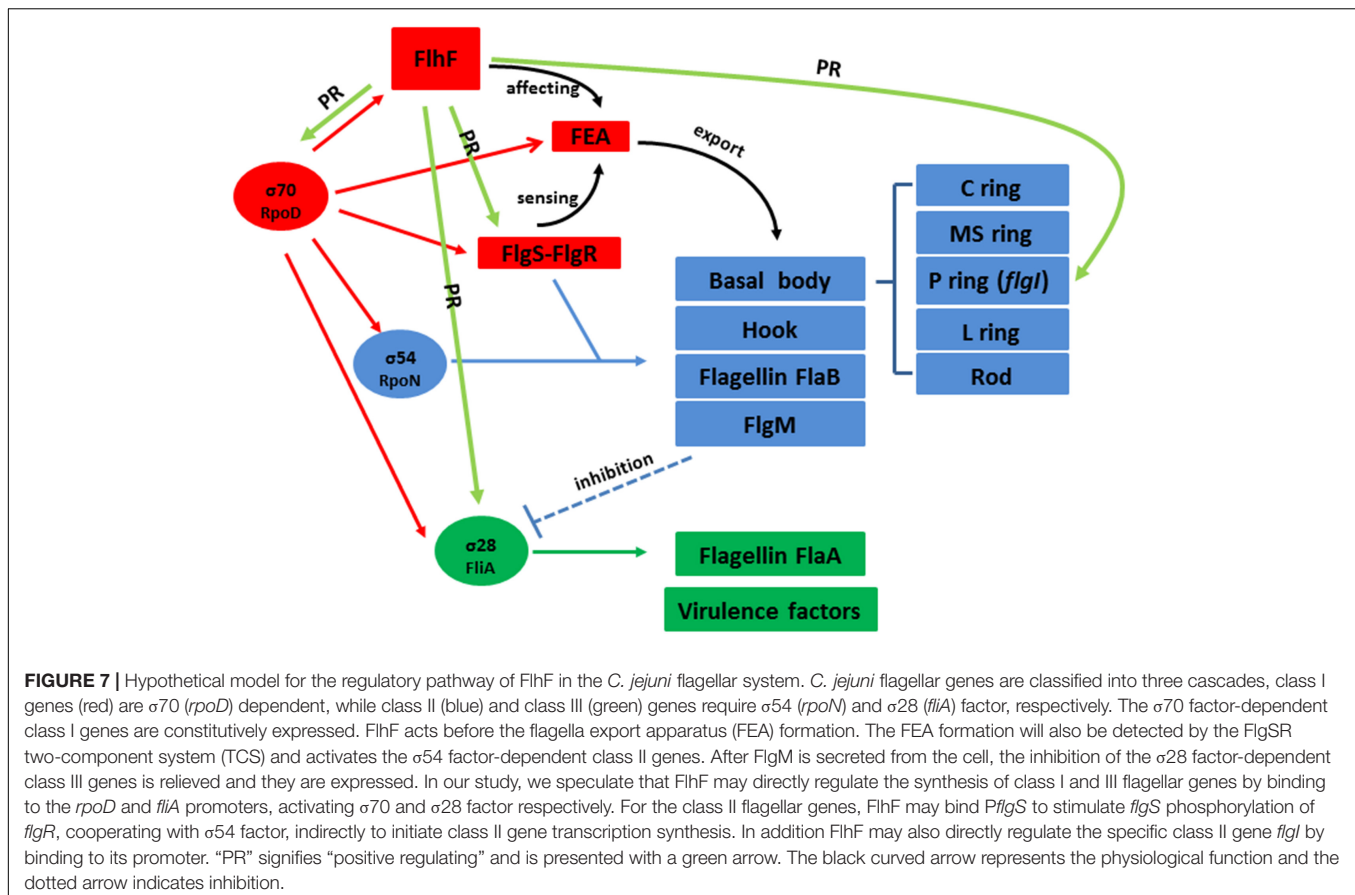 FlhF
PR
affecting
PR
PR
FEA
export
σ70
RpoD
sensing
FlgS-FlgR
PR
σ54
RpoN
Basal body
Hook
Flagellin FlaB
FlgM
C ring
MS ring
P ring (flgI)
L ring
Rod
inhibition
σ28
FliA
Flagellin FlaA
Virulence factors
FIGURE 7 | Hypothetical model for the regulatory pathway of FlhF in the C. jejuni flagellar system. C. jejuni flagellar genes are classified into three cascades, class I
genes (red) are σ70 (rpoD) dependent, while class II (blue) and class III (green) genes require σ54 (rpoN) and σ28 (fliA) factor, respectively. The σ70 factor-dependent
class I genes are constitutively expressed. FlhF acts before the flagella export apparatus (FEA) formation. The FEA formation will also be detected by the FlgSR
two-component system (TCS) and activates the σ54 factor-dependent class II genes. After FlgM is secreted from the cell, the inhibition of the σ28 factor-dependent
class III genes is relieved and they are expressed. In our study, we speculate that FlhF may directly regulate the synthesis of class I and III flagellar genes by binding
to the rpoD and fliA promoters, activating σ70 and σ28 factor respectively. For the class II flagellar genes, FlhF may bind PflgS to stimulate flgS phosphorylation of
flgR, cooperating with σ54 factor, indirectly to initiate class II gene transcription synthesis. In addition FlhF may also directly regulate the specific class II gene flgI by
binding to its promoter. “PR” signifies “positive regulating” and is presented with a green arrow. The black curved arrow represents the physiological function and the
dotted arrow indicates inhibition.